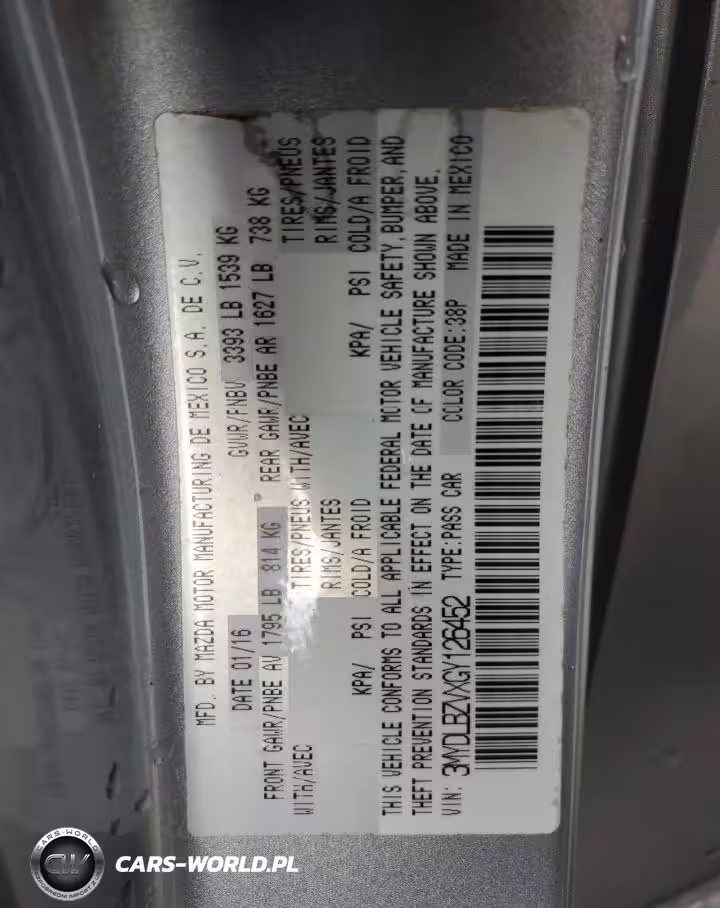 MFD. BY MAZDA MOTOR MANUFACTURING DE MEXICO S.A. DE C.V.
DATE 01/16 GVWR/PNBV 3393 LB 1539 KG
FRONT GAWR/PNBE AV 1795 LB 814 KG REAR GAWR/PNBE AR 1627 LB 738 KG
WITH/AVEC TIRES/PNEUS WITH/AVEC TIRES/PNEUS
RIMS/JANTES RIMS/JANTES
KPA/ PSI COLD/A FROID KPA/ PSI COLD/A FROID
THIS VEHICLE CONFORMS TO ALL APPLICABLE FEDERAL MOTOR VEHICLE SAFETY, BUMPER, AND
THEFT PREVENTION STANDARDS IN EFFECT ON THE DATE OF MANUFACTURE SHOWN ABOVE.
VIN: 3MYDLBZVXGY126452 TYPE:PASS CAR COLOR CODE:38P MADE IN MEXICO
CARS-WORLD
CW
CARS-WORLD.PL